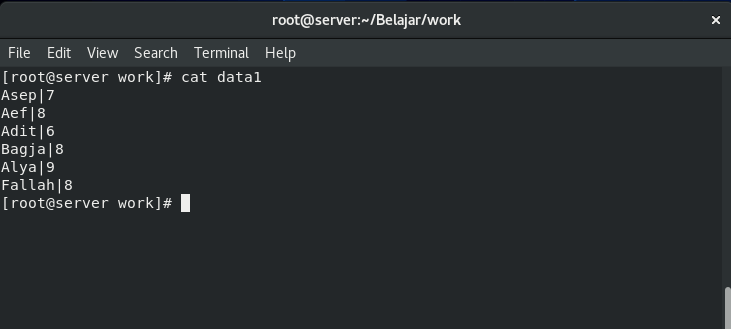 root@server:~/Belajar/work
File Edit View Search Terminal Help
[root@server work]# cat data1
Asep|7
Aef|8
Adit|6
Bagja|8
Alya|9
Fallah|8
[root@server work]#